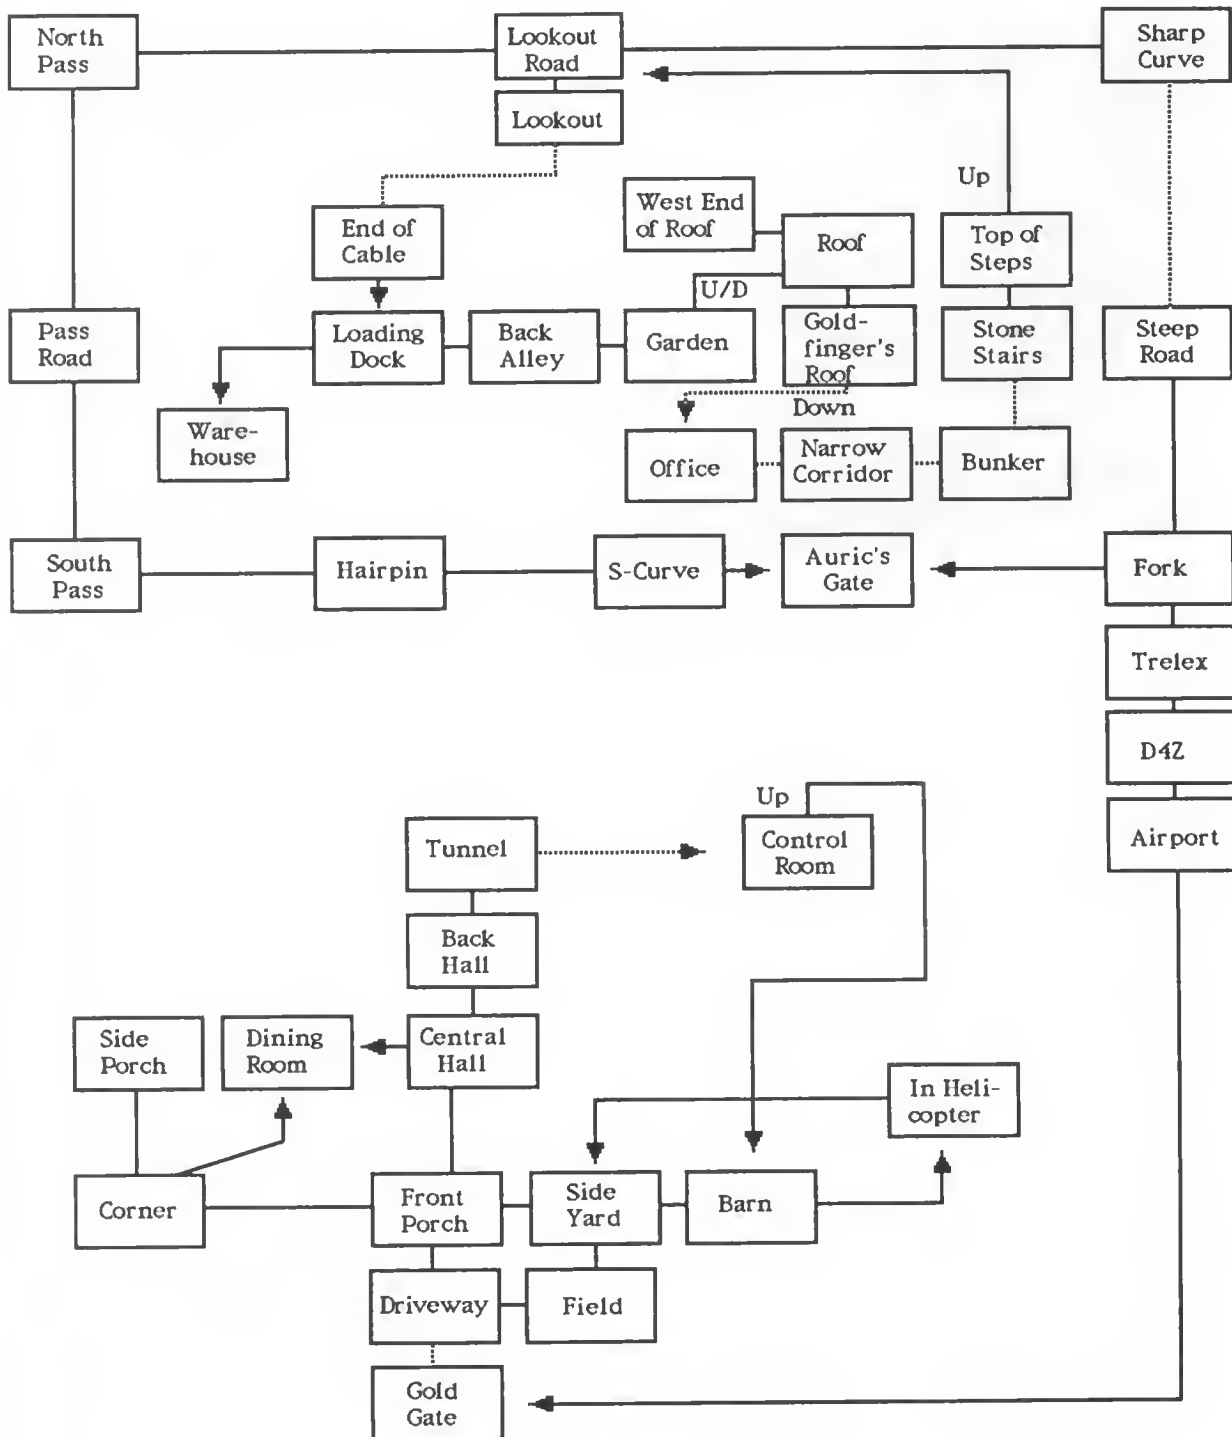 North
Pass
Lookout
Road
Sharp
Curve
Lookout
Up
West End
of Roof
End of
Cable
Roof
Top of
Steps
U/D
Pass
Road
Loading
Dock
Back
Alley
Garden
Gold-
finger's
Roof
Stone
Stairs
Steep
Road
Down
Ware-
house
Office
Narrow
Corridor
Bunker
South
Pass
Hairpin
S-Curve
Auric's
Gate
Fork
Trelex
D4Z
Up
Tunnel
Control
Room
Airport
Back
Hall
Side
Porch
Dining
Room
Central
Hall
In Heli-
copter
Corner
Front
Porch
Side
Yard
Barn
Driveway
Field
Gold
Gate